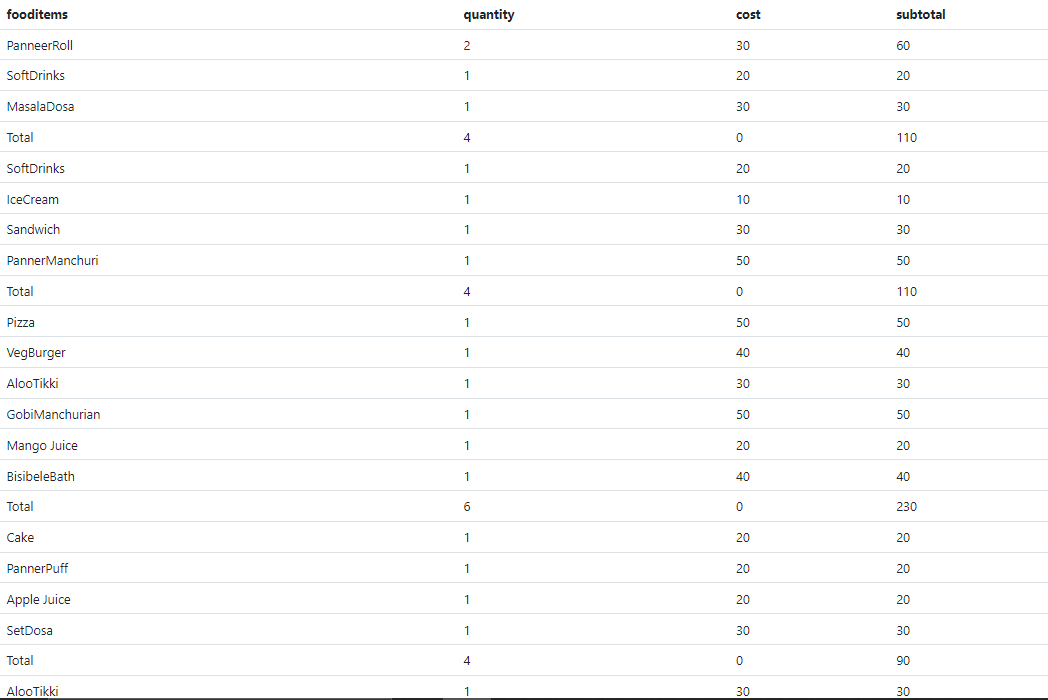 fooditems quantity cost subtotal
PanneerRoll 2 30 60
SoftDrinks 1 20 20
MasalaDosa 1 30 30
Total 4 0 110
SoftDrinks 1 20 20
IceCream 1 10 10
Sandwich 1 30 30
PannerManchuri 1 50 50
Total 4 0 110
Pizza 1 50 50
VegBurger 1 40 40
AlooTikki 1 30 30
GobiManchurian 1 50 50
Mango Juice 1 20 20
BisibeleBath 1 40 40
Total 6 0 230
Cake 1 20 20
PannerPuff 1 20 20
Apple Juice 1 20 20
SetDosa 1 30 30
Total 4 0 90
AlooTikki 1 30 30